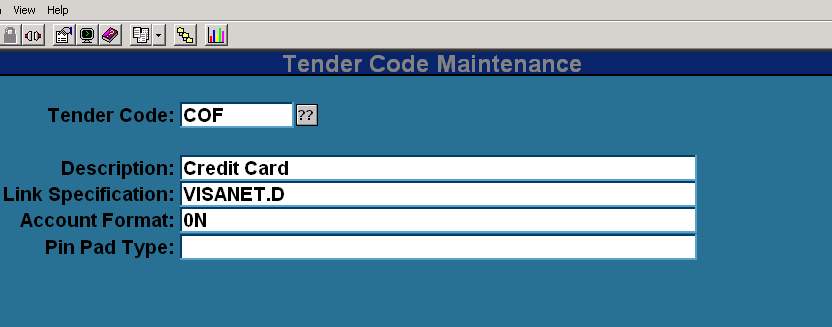 View Help
Tender Code Maintenance
Tender Code: COF ??
Description: Credit Card
Link Specification: VISANET.D
Account Format: 0N
Pin Pad Type: